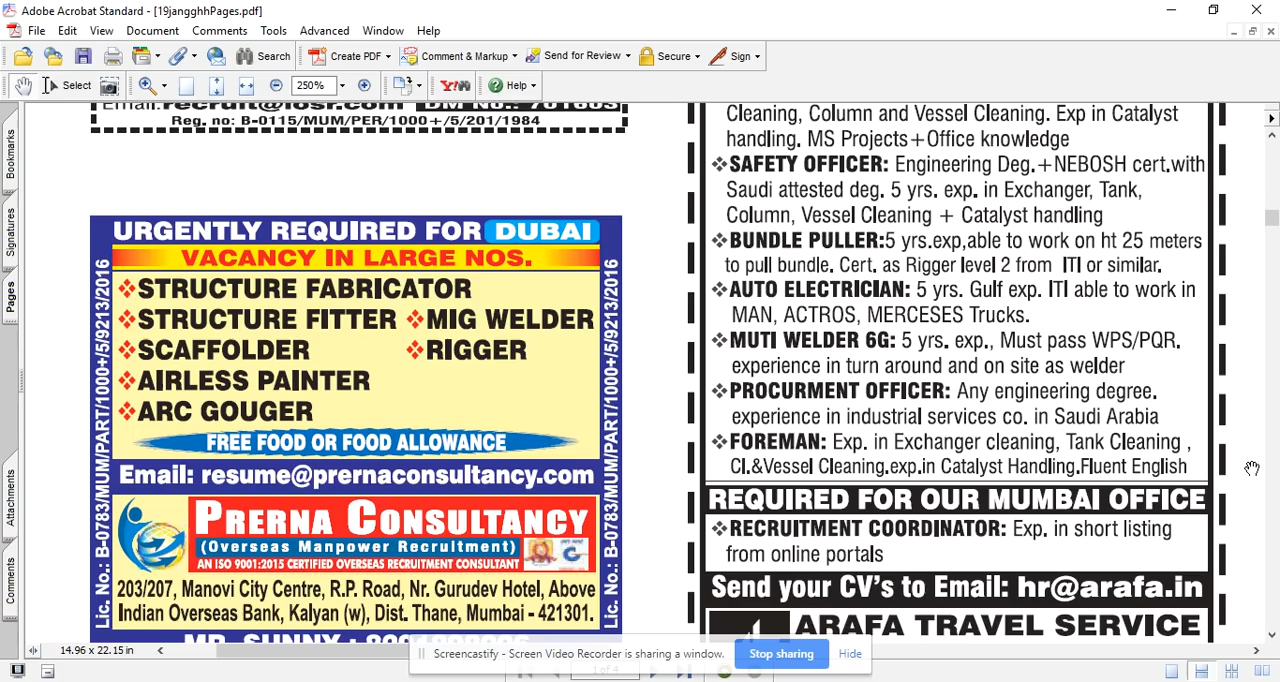 Adobe Acrobat Standard - [19jangghhPages.pdf]
File Edit View Document Comments Tools Advanced Window Help
Search Create PDF Comment & Markup Send for Review Secure Sign
Select 250% Y! Help
Bookmarks
Signatures
Pages
Attachments
Comments
Reg. no: B-0115/MUM/PER/1000+/5/201/1984
URGENTLY REQUIRED FOR DUBAI
VACANCY IN LARGE NOS.
❖STRUCTURE FABRICATOR
❖STRUCTURE FITTER ❖MIG WELDER
❖SCAFFOLDER ❖RIGGER
❖AIRLESS PAINTER
❖ARC GOUGER
FREE FOOD OR FOOD ALLOWANCE
Email: resume@prernaconsultancy.com
PRERNA CONSULTANCY
(Overseas Manpower Recruitment)
AN ISO 9001:2015 CERTIFIED OVERSEAS RECRUITMENT CONSULTANT
203/207, Manovi City Centre, R.P. Road, Nr. Gurudev Hotel, Above
Indian Overseas Bank, Kalyan (w), Dist. Thane, Mumbai - 421301.
MR. SUNNY :
Lic. No.: B-0783/MUM/PART/1000+/5/9213/2016
Lic. No.: B-0783/MUM/PART/1000+/5/9213/2016
Cleaning, Column and Vessel Cleaning. Exp in Catalyst
handling. MS Projects+Office knowledge
❖SAFETY OFFICER: Engineering Deg.+NEBOSH cert.with
Saudi attested deg. 5 yrs. exp. in Exchanger, Tank,
Column, Vessel Cleaning + Catalyst handling
❖BUNDLE PULLER:5 yrs.exp,able to work on ht 25 meters
to pull bundle. Cert. as Rigger level 2 from ITI or similar.
❖AUTO ELECTRICIAN: 5 yrs. Gulf exp. ITI able to work in
MAN, ACTROS, MERCESES Trucks.
❖MUTI WELDER 6G: 5 yrs. exp., Must pass WPS/PQR.
experience in turn around and on site as welder
❖PROCURMENT OFFICER: Any engineering degree.
experience in industrial services co. in Saudi Arabia
❖FOREMAN: Exp. in Exchanger cleaning, Tank Cleaning ,
Cl.&Vessel Cleaning.exp.in Catalyst Handling.Fluent English
REQUIRED FOR OUR MUMBAI OFFICE
❖RECRUITMENT COORDINATOR: Exp. in short listing
from online portals
Send your CV's to Email: hr@arafa.in
ARAFA TRAVEL SERVICE
14.96 x 22.15 in
Screencastify - Screen Video Recorder is sharing a window. Stop sharing Hide
1 of 4